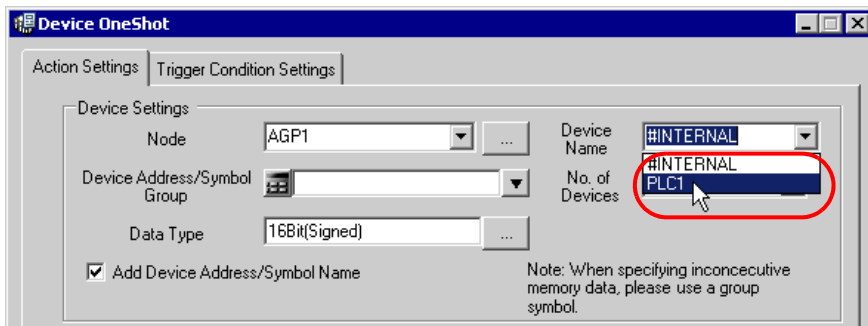 Device OneShot
Action Settings
Trigger Condition Settings
Device Settings
Node
AGP1
...
Device
Name
#INTERNAL
#INTERNAL
PLC1
Device Address/Symbol
Group
No. of
Devices
Data Type
16Bit(Signed)
...
Add Device Address/Symbol Name
Note: When specifying inconcecutive
memory data, please use a group
symbol.